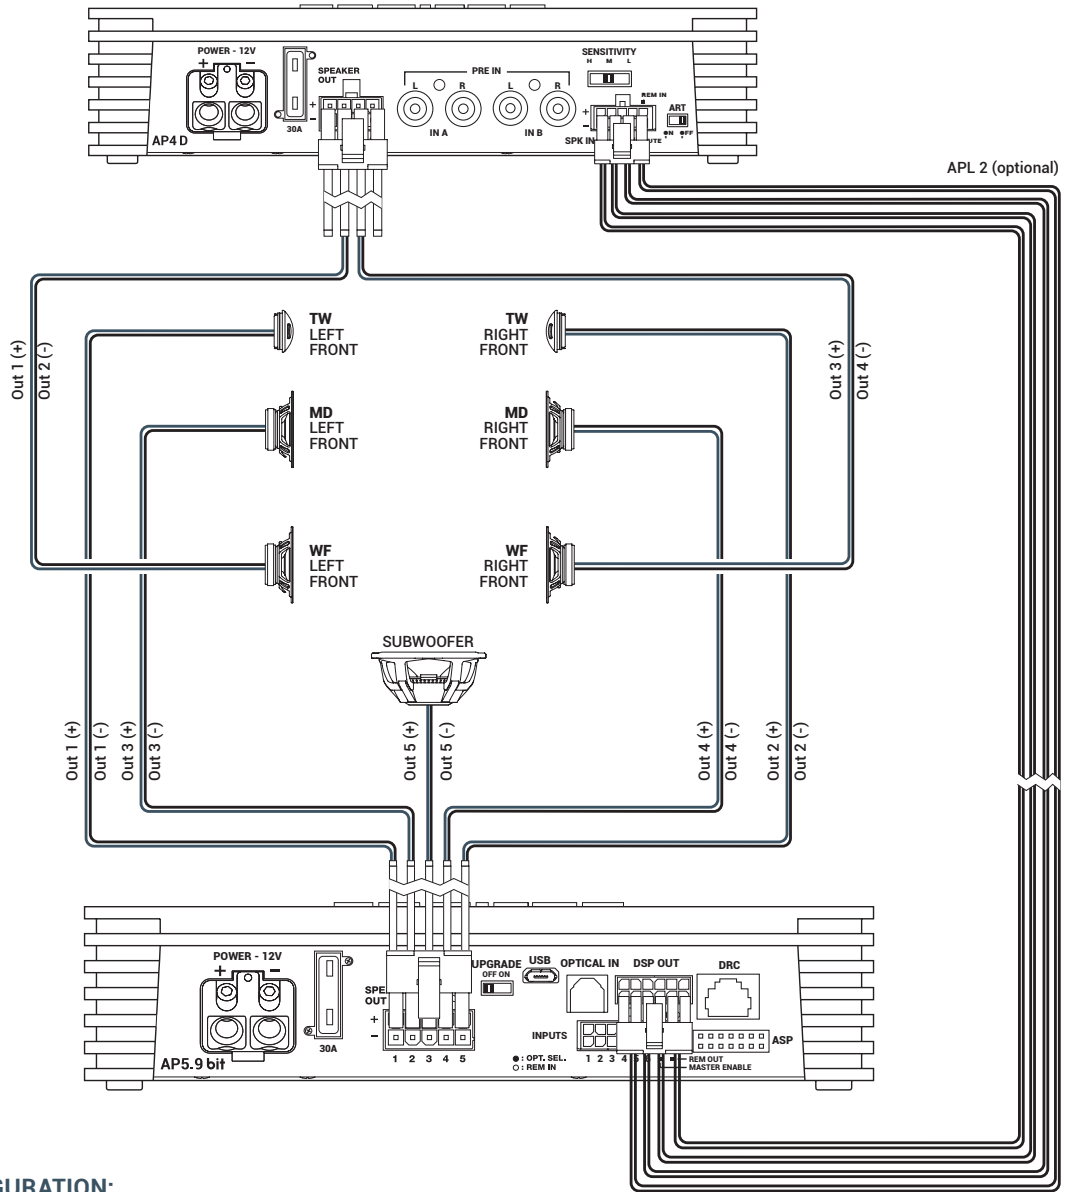 POWER - 12V
+ −
SPEAKER
OUT
+
−
30A
AP4 D
PRE IN
L R L R
IN A IN B
SENSITIVITY
H M L
REM IN
ART
+
−
SPK IN
UTE
ON OFF
APL 2 (optional)
Out 1 (+)
Out 2 (-)
Out 3 (+)
Out 4 (-)
TW
LEFT
FRONT
TW
RIGHT
FRONT
MD
LEFT
FRONT
MD
RIGHT
FRONT
WF
LEFT
FRONT
WF
RIGHT
FRONT
SUBWOOFER
Out 1 (+)
Out 1 (-)
Out 3 (+)
Out 3 (-)
Out 5 (+)
Out 5 (-)
Out 4 (+)
Out 4 (-)
Out 2 (+)
Out 2 (-)
POWER - 12V
+ −
30A
AP5.9 bit
SPE
OUT
+
−
1 2 3 4 5
UPGRADE
OFF ON
USB
OPTICAL IN
DSP OUT
DRC
INPUTS
1 2 3 4
ASP
● : OPT. SEL.
○ : REM IN
REM OUT
MASTER ENABLE
GURATION: